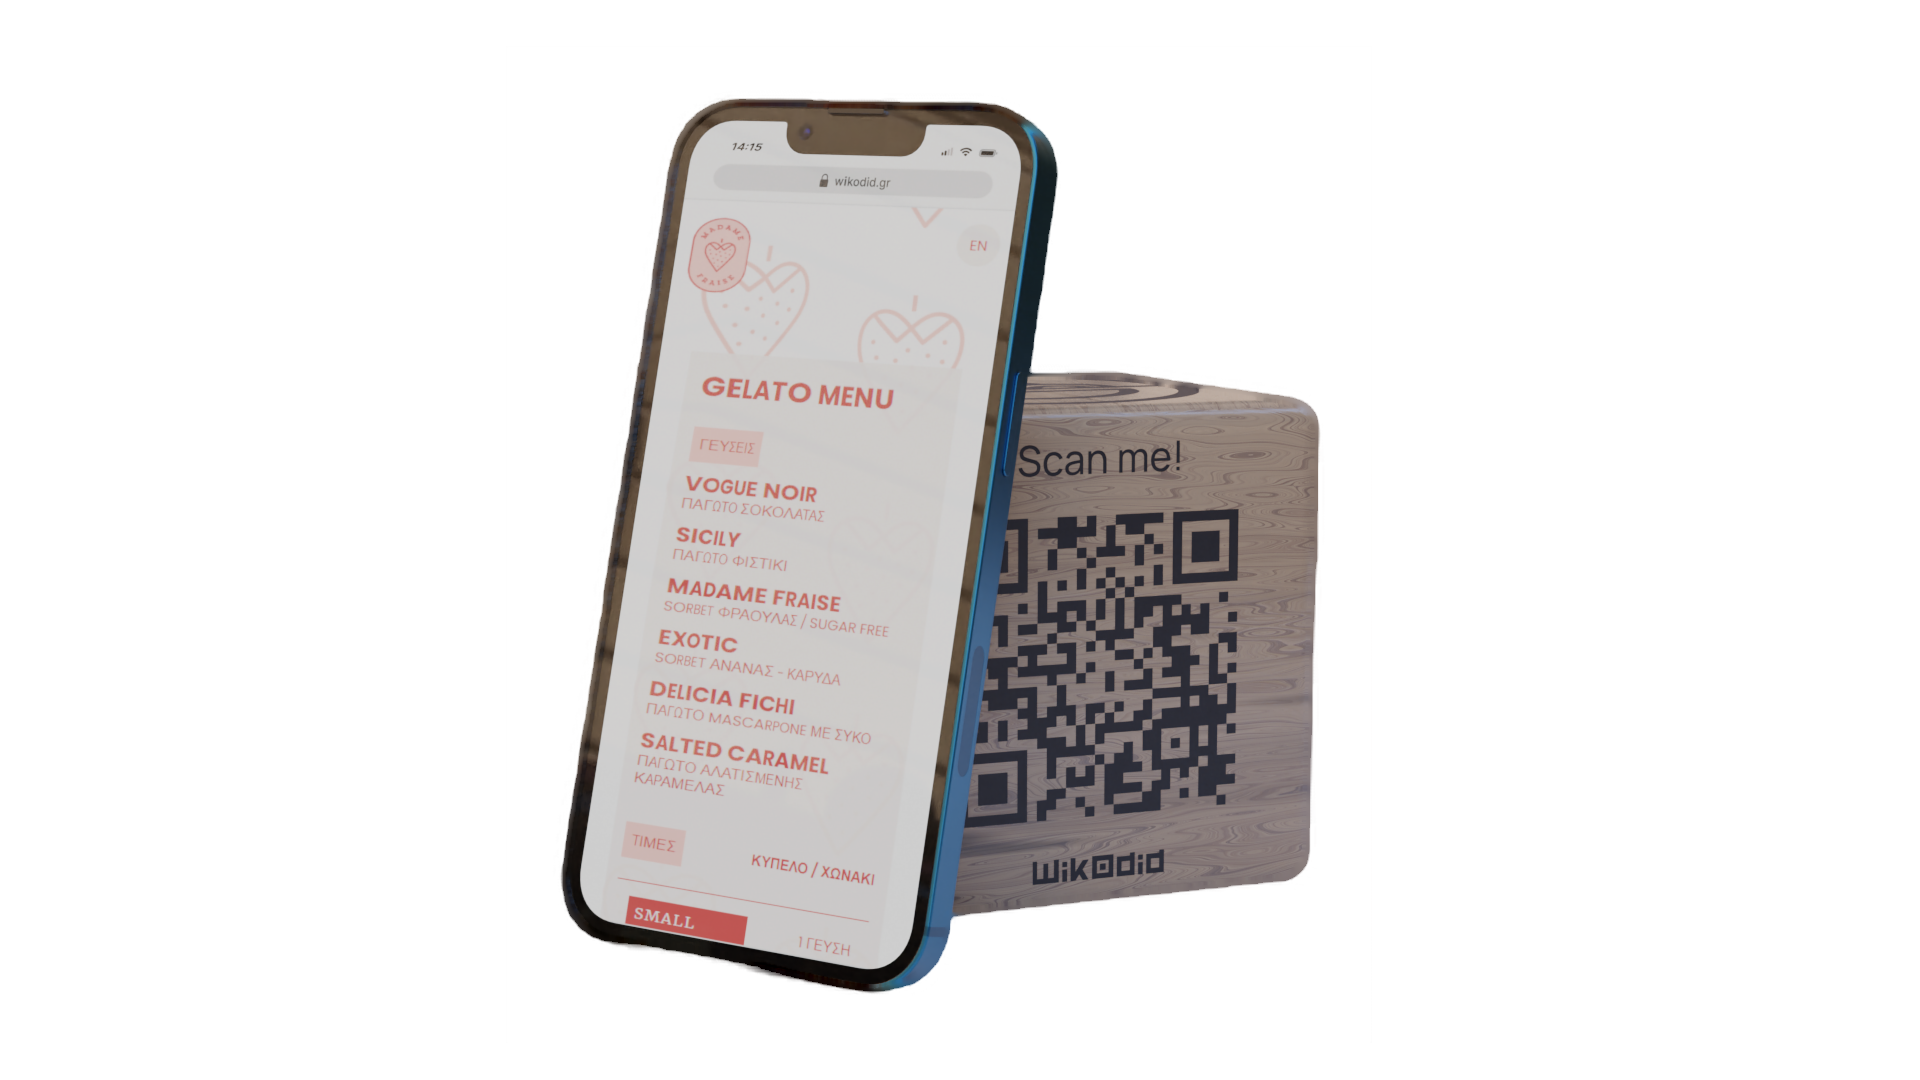 14:15
wikodid.gr
MADAME
FRAISE
EN
GELATO MENU
ΓΕΥΣΕΙΣ
VOGUE NOIR
ΠΑΓΩΤΟ ΣΟΚΟΛΑΤΑΣ
SICILY
ΠΑΓΩΤΟ ΦΙΣΤΙΚΙ
MADAME FRAISE
SORBET ΦΡΑΟΥΛΑΣ / SUGAR FREE
EXOTIC
SORBET ΑΝΑΝΑΣ - ΚΑΡΥΔΑ
DELICIA FICHI
ΠΑΓΩΤΟ MASCARPONE ΜΕ ΣΥΚΟ
SALTED CARAMEL
ΠΑΓΩΤΟ ΑΛΑΤΙΣΜΕΝΗΣ
ΚΑΡΑΜΕΛΑΣ
ΤΙΜΕΣ
ΚΥΠΕΛΟ / ΧΩΝΑΚΙ
SMALL
1 ΓΕΥΣΗ
Scan me!
wikodid